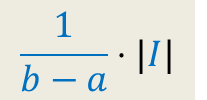 1/(b − a) · |I|